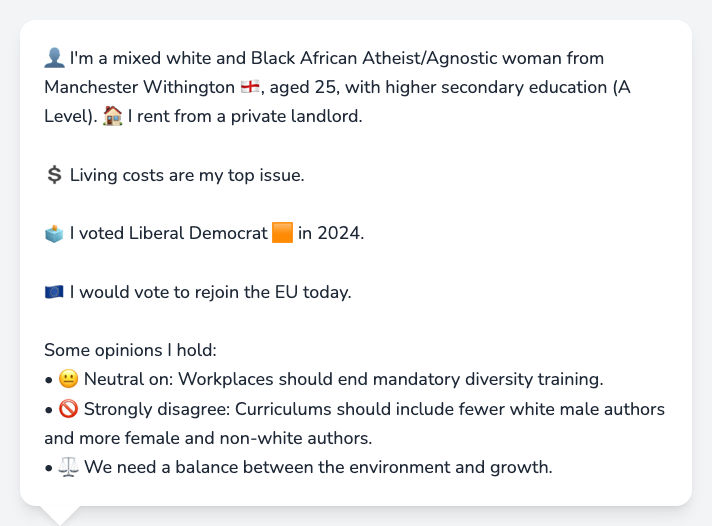 👤 I'm a mixed white and Black African Atheist/Agnostic woman from
Manchester Withington 🏴󠁧󠁢󠁥󠁮󠁧󠁿, aged 25, with higher secondary education (A
Level). 🏠 I rent from a private landlord.
💲 Living costs are my top issue.
🗳️ I voted Liberal Democrat 🟧 in 2024.
🇪🇺 I would vote to rejoin the EU today.
Some opinions I hold:
• 😐 Neutral on: Workplaces should end mandatory diversity training.
• 🚫 Strongly disagree: Curriculums should include fewer white male authors
and more female and non-white authors.
• ⚖️ We need a balance between the environment and growth.